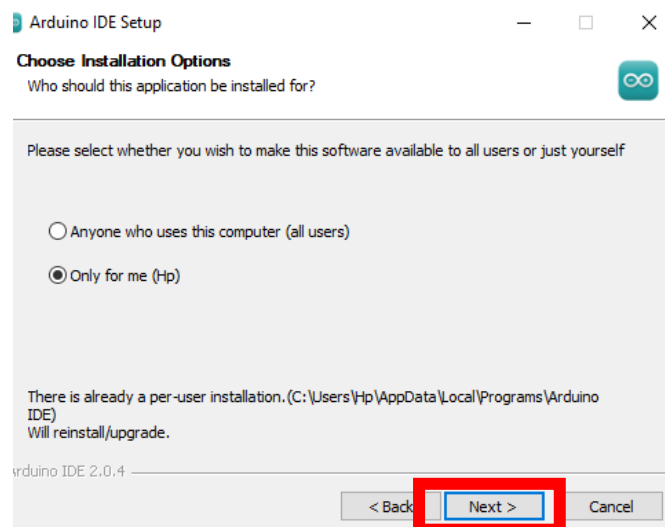 Arduino IDE Setup
Choose Installation Options
Who should this application be installed for?
Please select whether you wish to make this software available to all users or just yourself
Anyone who uses this computer (all users)
Only for me (Hp)
There is already a per-user installation.(C:\Users\Hp\AppData\Local\Programs\Arduino
IDE)
Will reinstall/upgrade.
rduino IDE 2.0.4
< Back Next > Cancel